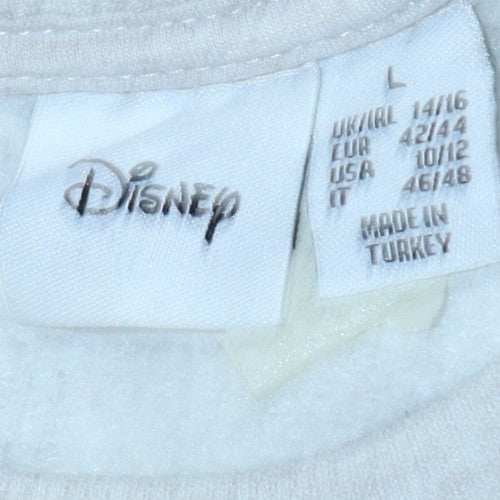 Disney
L
UK/IRL 14/16
EUR 42/44
USA 10/12
IT 46/48
MADE IN
TURKEY